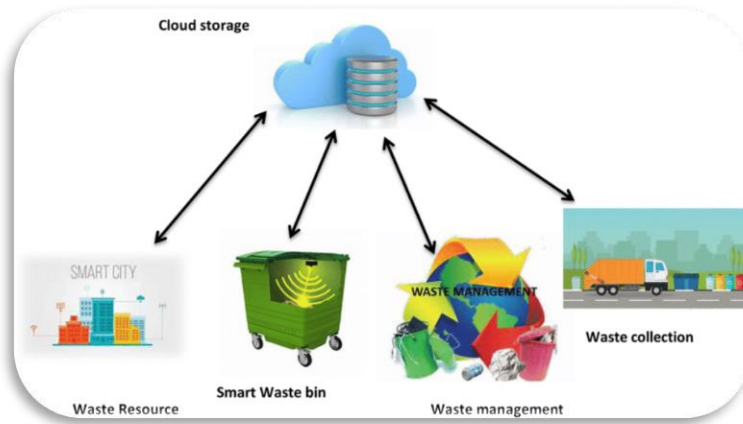 Cloud storage
SMART CITY
WASTE MANAGEMENT
Waste collection
Smart Waste bin
Waste Resource
Waste management